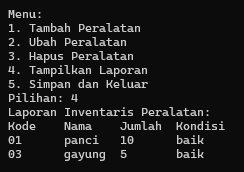 Menu:
1. Tambah Peralatan
2. Ubah Peralatan
3. Hapus Peralatan
4. Tampilkan Laporan
5. Simpan dan Keluar
Pilihan: 4
Laporan Inventaris Peralatan:
Kode    Nama    Jumlah  Kondisi
01      panci   10      baik
03      gayung  5       baik